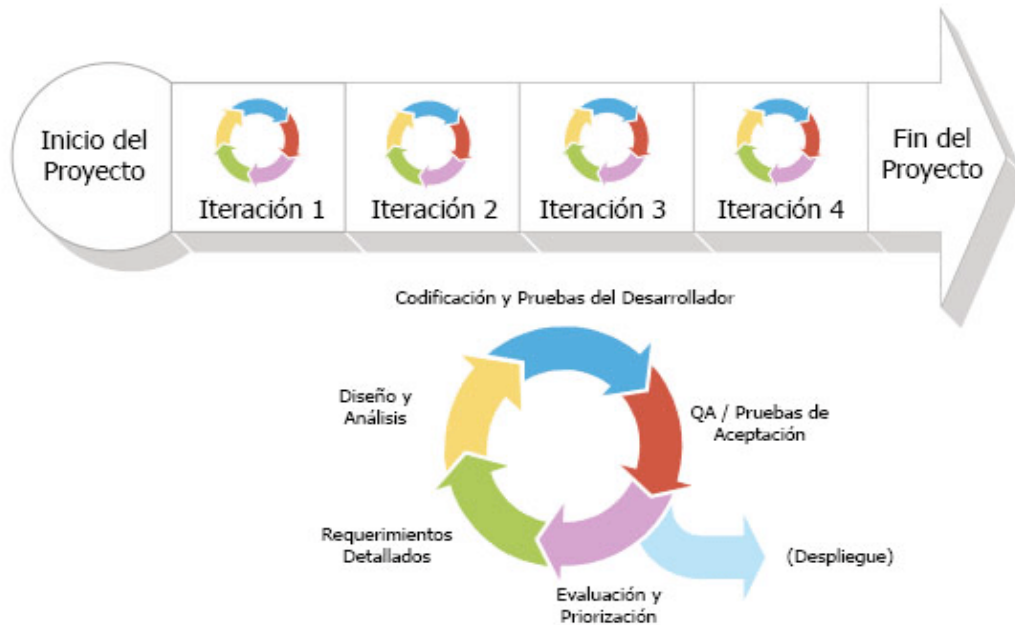 Inicio del
Proyecto
Iteración 1
Iteración 2
Iteración 3
Iteración 4
Fin del
Proyecto
Codificación y Pruebas del Desarrollador
Diseño y
Análisis
QA / Pruebas de
Aceptación
Requerimientos
Detallados
(Despliegue)
Evaluación y
Priorización